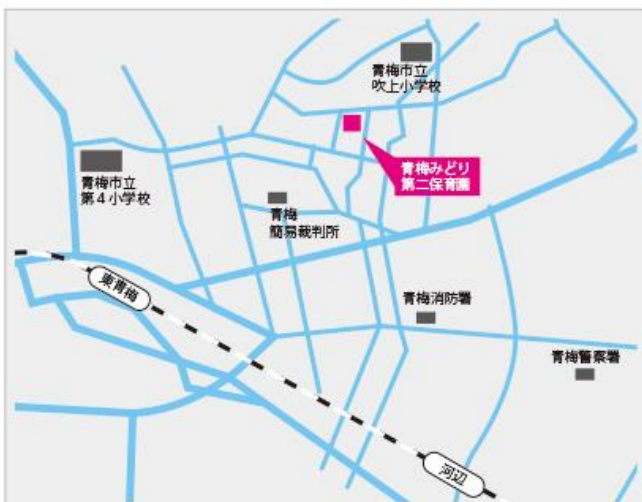 青梅市立
吹上小学校
青梅みどり
第二保育園
青梅市立
第4小学校
青梅
簡易裁判所
東青梅
青梅消防署
青梅警察署
河辺